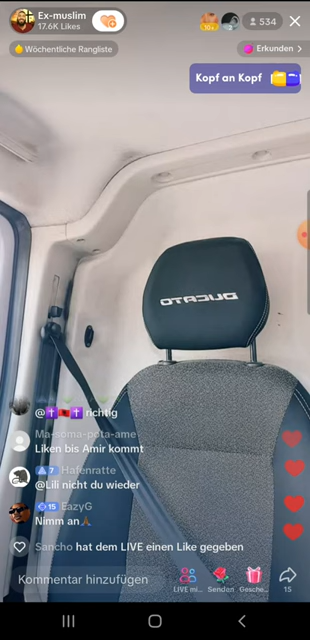 Ex-muslim
17.6K Likes
534
Wöchentliche Rangliste
Erkunden
Kopf an Kopf
DUCATO
@ richtig
Ma-soma-pota-ame
Liken bis Amir kommt
7 Hafenratte
@Lili nicht du wieder
15 EazyG
Nimm an
Sancho hat dem LIVE einen Like gegeben
Kommentar hinzufügen
LIVE mi...
Senden
Gesche...
15